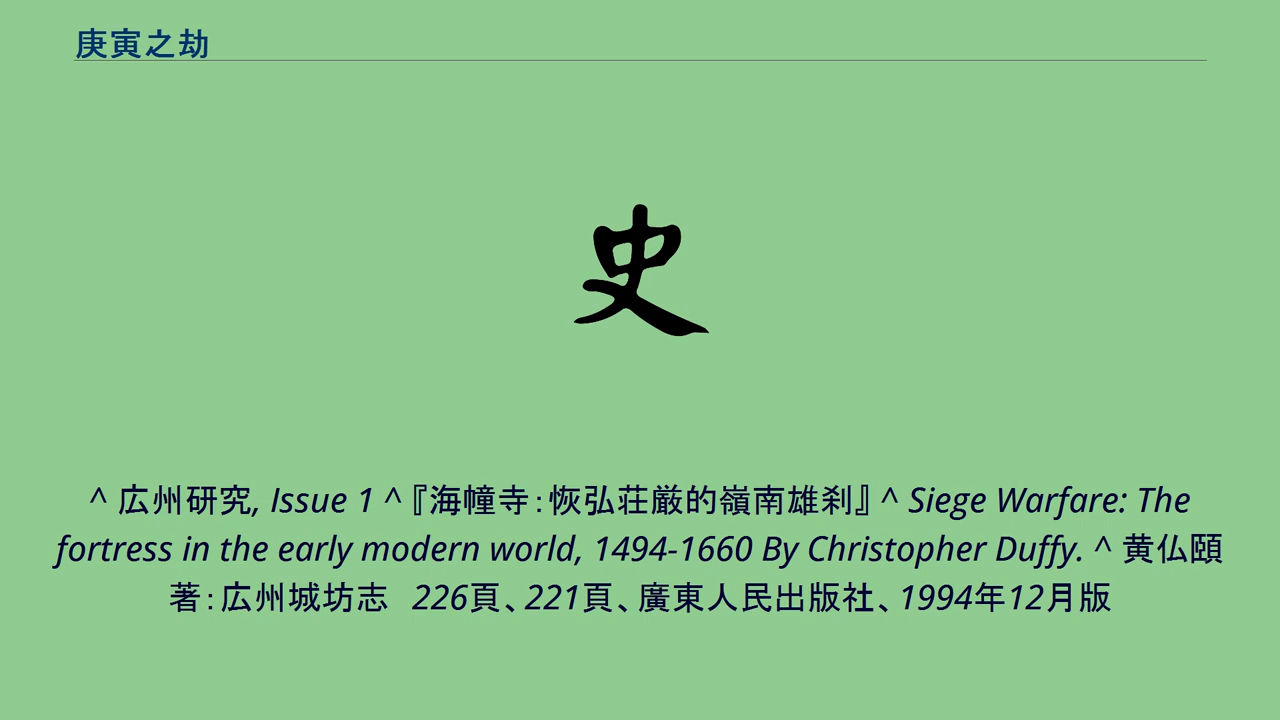 庚寅之劫
史
^ 広州研究, Issue 1 ^『海幢寺：恢弘荘厳的嶺南雄刹』^ Siege Warfare: The
fortress in the early modern world, 1494-1660 By Christopher Duffy. ^ 黄仏頤
著：広州城坊志 226頁、221頁、廣東人民出版社、1994年12月版